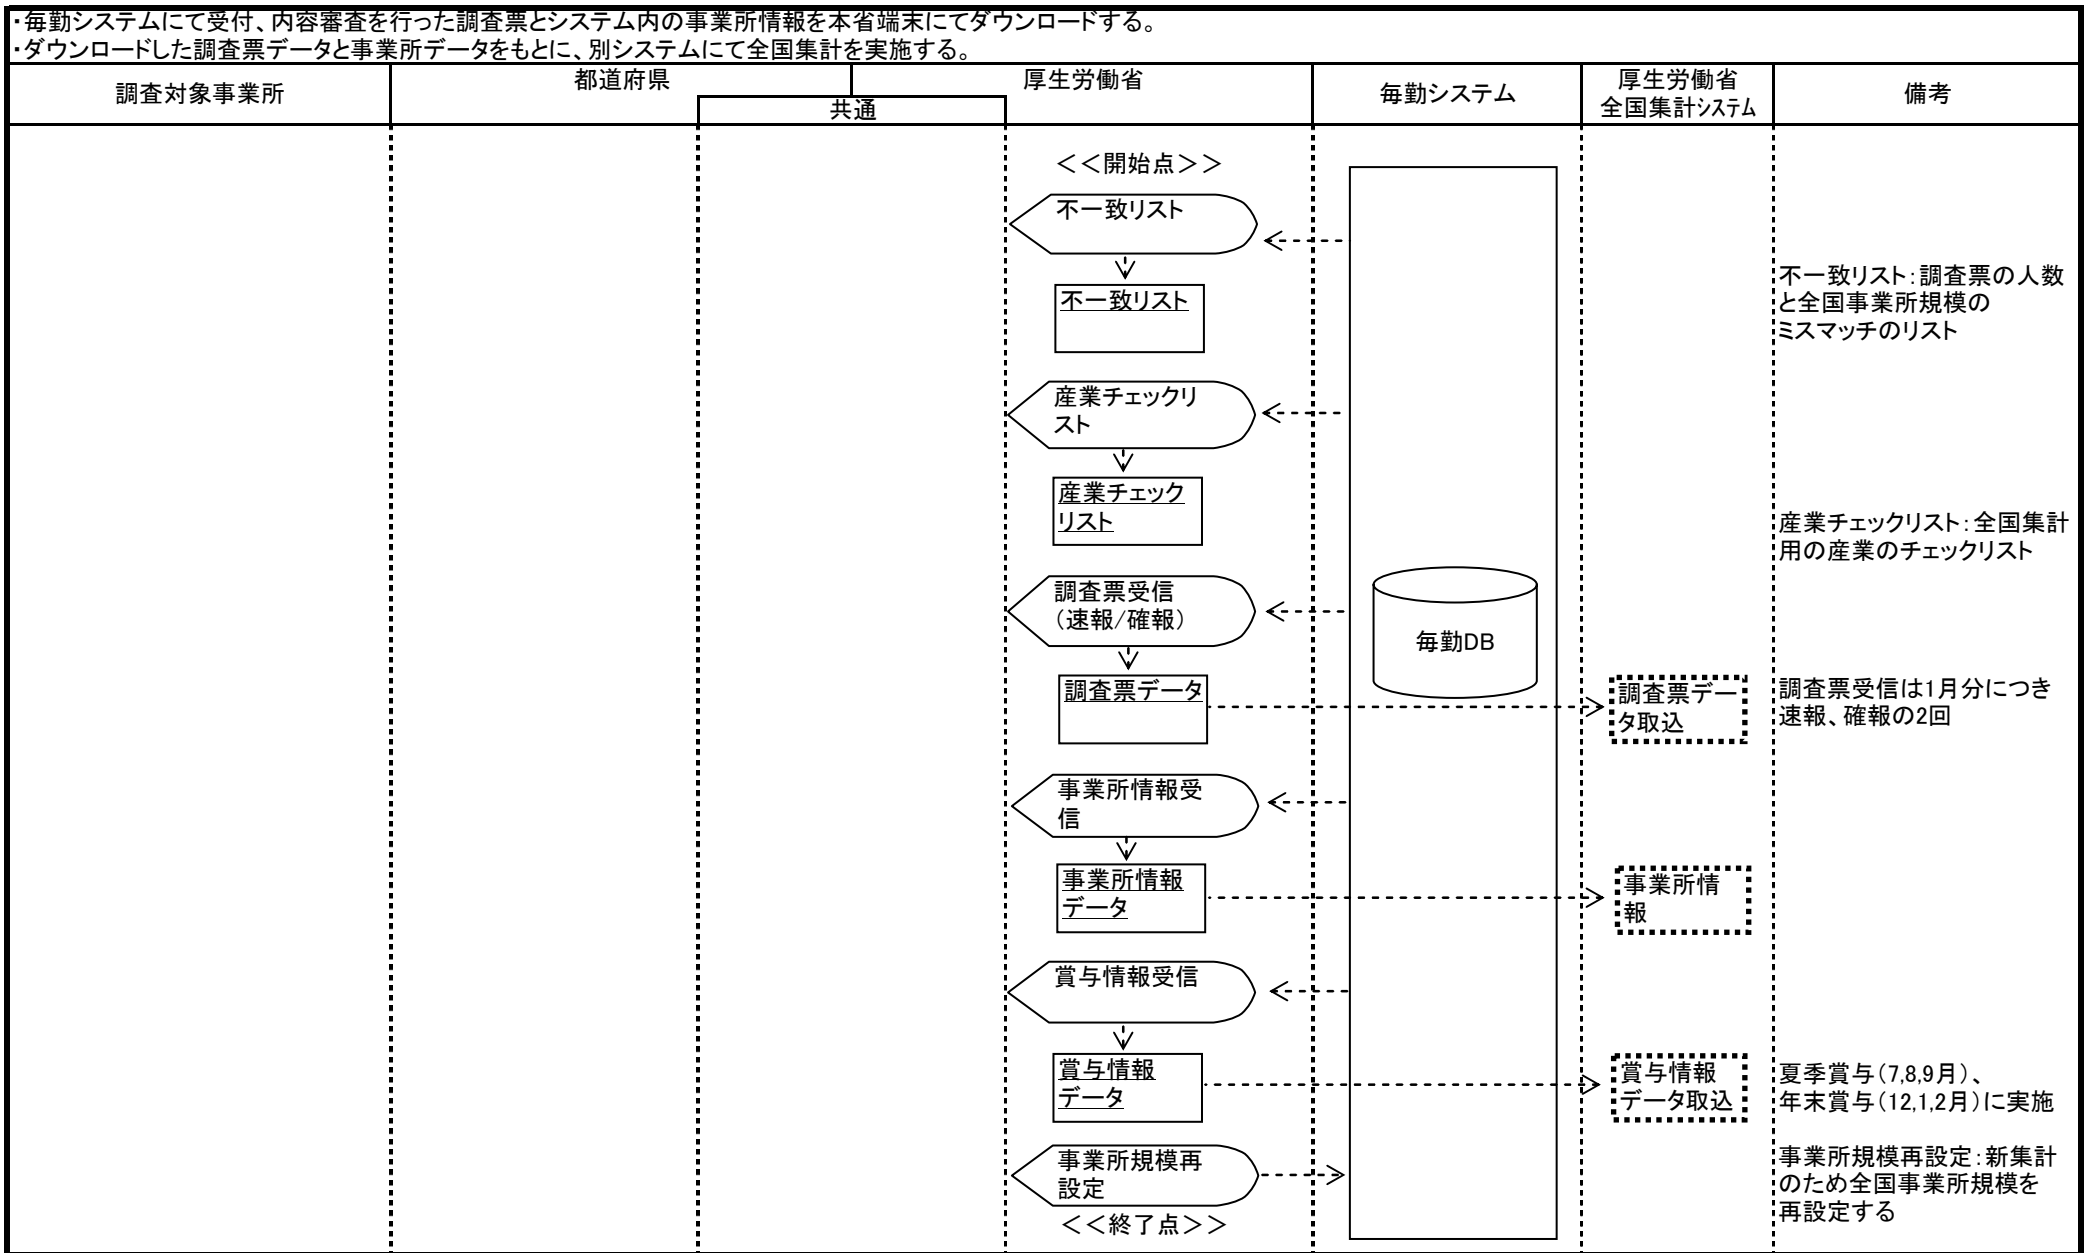 ・毎勤システムにて受付、内容審査を行った調査票とシステム内の事業所情報を本省端末にてダウンロードする。
・ダウンロードした調査票データと事業所データをもとに、別システムにて全国集計を実施する。
調査対象事業所
都道府県
厚生労働省
共通
毎勤システム
厚生労働省
全国集計システム
備考
<<開始点>>
不一致リスト
不一致リスト
不一致リスト：調査票の人数
と全国事業所規模の
ミスマッチのリスト
産業チェックリ
スト
産業チェック
リスト
産業チェックリスト：全国集計
用の産業のチェックリスト
調査票受信
（速報/確報）
毎勤DB
調査票データ
調査票デー
タ取込
調査票受信は1月分につき
速報、確報の2回
事業所情報受
信
事業所情報
データ
事業所情
報
賞与情報受信
賞与情報
データ
賞与情報
データ取込
夏季賞与（7,8,9月）、
年末賞与（12,1,2月）に実施
事業所規模再
設定
事業所規模再設定：新集計
のため全国事業所規模を
再設定する
<<終了点>>